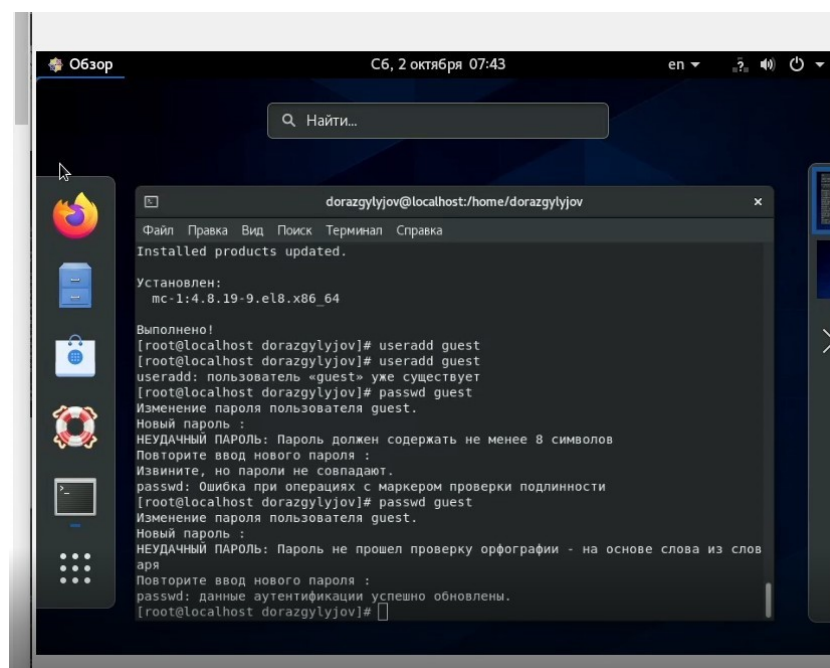 Обзор
Сб, 2 октября 07:43
en
Найти...
dorazgylyjov@localhost:/home/dorazgylyjov
Файл Правка Вид Поиск Терминал Справка
Installed products updated.
Установлен:
mc-1:4.8.19-9.el8.x86_64
Выполнено!
[root@localhost dorazgylyjov]# useradd guest
[root@localhost dorazgylyjov]# useradd guest
useradd: пользователь «guest» уже существует
[root@localhost dorazgylyjov]# passwd guest
Изменение пароля пользователя guest.
Новый пароль :
НЕУДАЧНЫЙ ПАРОЛЬ: Пароль должен содержать не менее 8 символов
Повторите ввод нового пароля :
Извините, но пароли не совпадают.
passwd: Ошибка при операциях с маркером проверки подлинности
[root@localhost dorazgylyjov]# passwd guest
Изменение пароля пользователя guest.
Новый пароль :
НЕУДАЧНЫЙ ПАРОЛЬ: Пароль не прошел проверку орфографии - на основе слова из слов
аря
Повторите ввод нового пароля :
passwd: данные аутентификации успешно обновлены.
[root@localhost dorazgylyjov]#